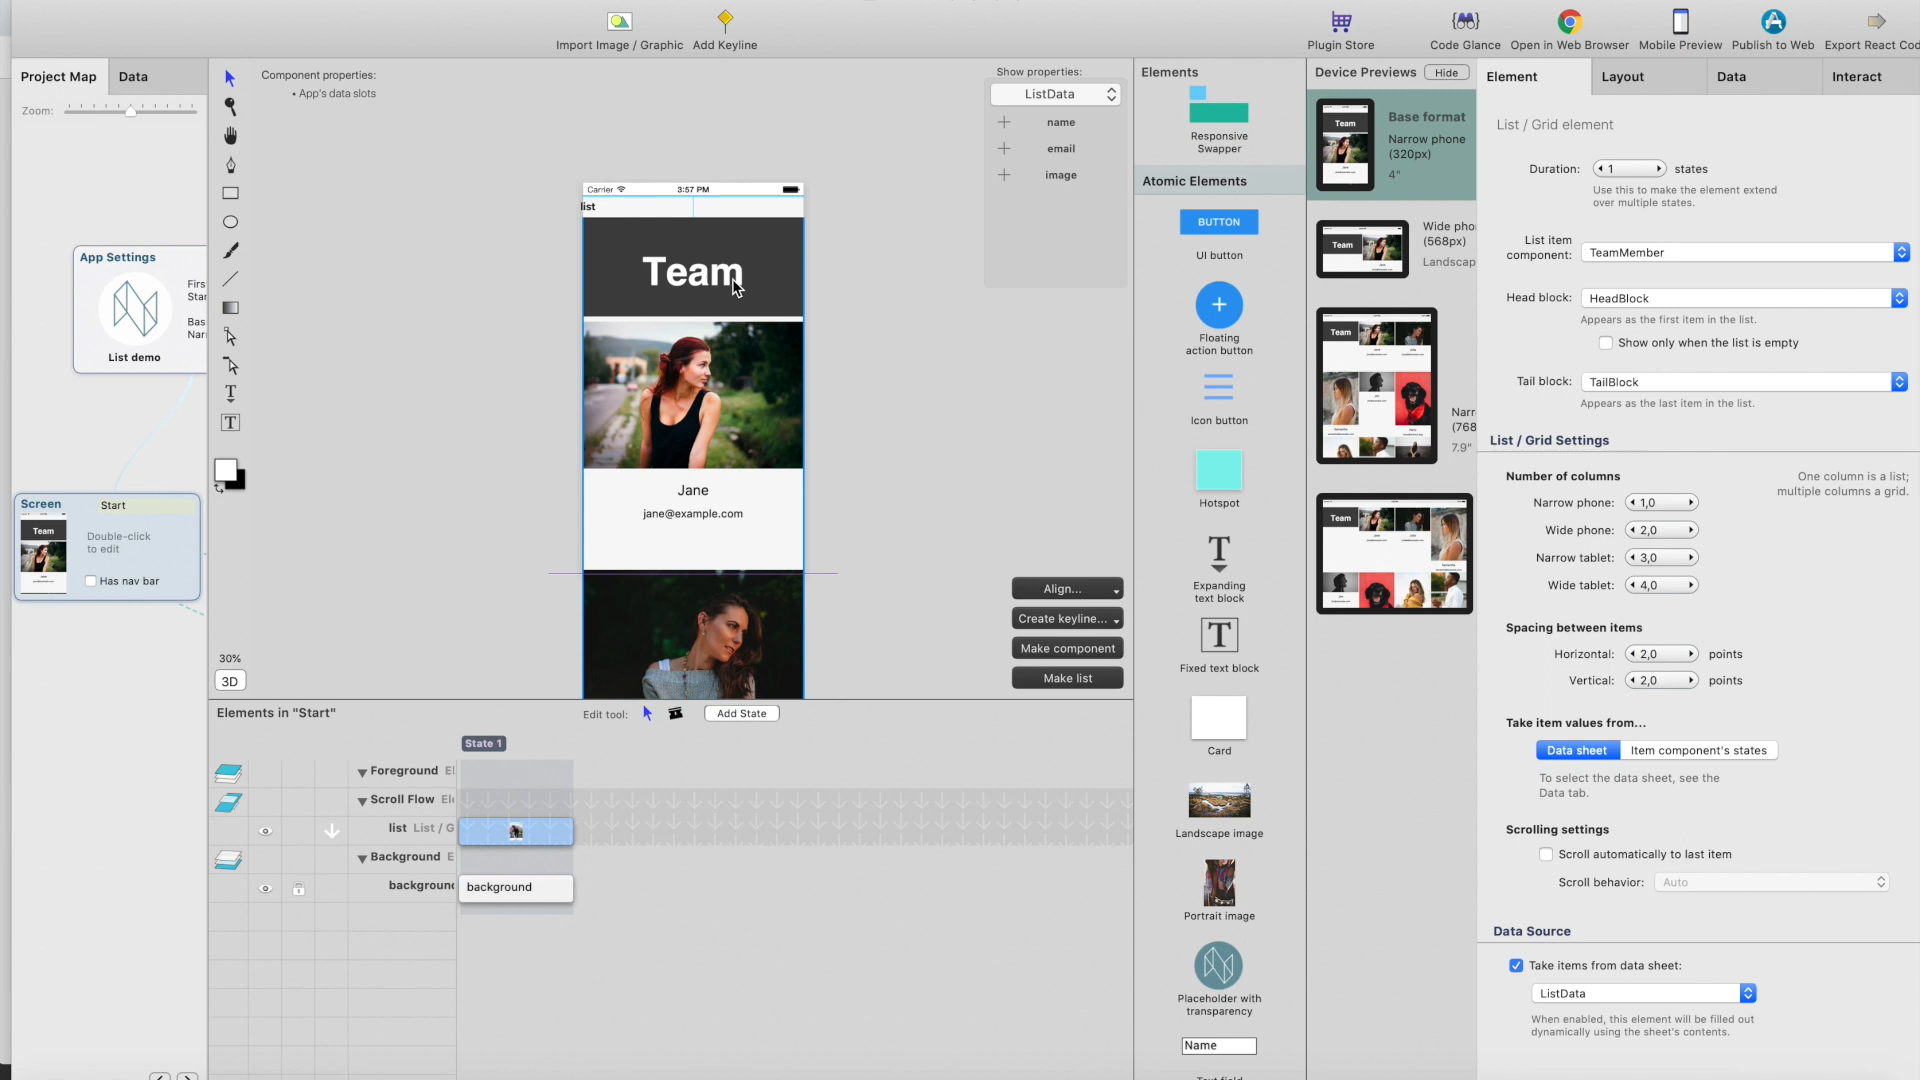 Import Image / Graphic
Add Keyline
Plugin Store
Code Glance
Open in Web Browser
Mobile Preview
Publish to Web
Export React Cod
Project Map
Data
Zoom:
App Settings
Firs
Star
Bas
Nar
List demo
Screen
Start
Team
Double-click
to edit
Has nav bar
Component properties:
• App's data slots
Show properties:
ListData
name
email
image
Carrier
3:57 PM
list
Team
Jane
jane@example.com
30%
3D
Align...
Create keyline...
Make component
Make list
Elements in "Start"
Edit tool:
Add State
State 1
Foreground El
Scroll Flow Ele
list List / G
Background E
background
background
Elements
Responsive
Swapper
Atomic Elements
BUTTON
UI button
Floating
action button
Icon button
Hotspot
T
Expanding
text block
T
Fixed text block
Card
Landscape image
Portrait image
Placeholder with
transparency
Name
Text field
Device Previews
Hide
Team
Base format
Narrow phone
(320px)
4"
Team
Wide pho
(568px)
Landscap
Team
Narr
(768
7.9"
Team
Element
Layout
Data
Interact
List / Grid element
Duration:
1
states
Use this to make the element extend
over multiple states.
List item
component:
TeamMember
Head block:
HeadBlock
Appears as the first item in the list.
Show only when the list is empty
Tail block:
TailBlock
Appears as the last item in the list.
List / Grid Settings
Number of columns
One column is a list;
multiple columns a grid.
Narrow phone:
1,0
Wide phone:
2,0
Narrow tablet:
3,0
Wide tablet:
4,0
Spacing between items
Horizontal:
2,0
points
Vertical:
2,0
points
Take item values from...
Data sheet
Item component's states
To select the data sheet, see the
Data tab.
Scrolling settings
Scroll automatically to last item
Scroll behavior:
Auto
Data Source
Take items from data sheet:
ListData
When enabled, this element will be filled out
dynamically using the sheet's contents.